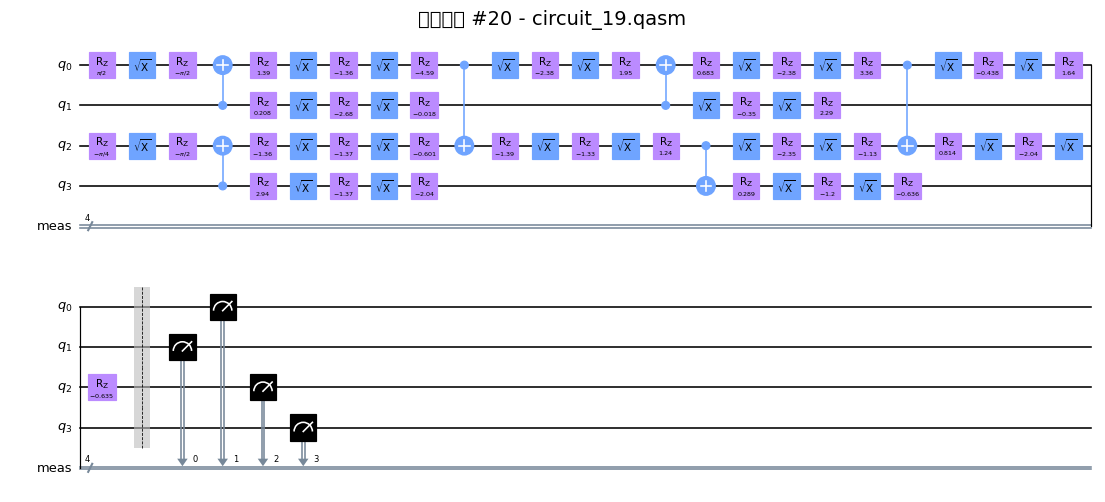 #20 - circuit_19.qasm
q0 Rz π/2 √X Rz −π/2 Rz 1.39 √X Rz −1.36 √X Rz −4.59 √X Rz −2.38 √X Rz 1.95 Rz 0.683 √X Rz −2.38 √X Rz 3.36 √X Rz −0.438 √X Rz 1.64
q1 Rz 0.208 √X Rz −2.68 √X Rz −0.018 √X Rz −0.35 √X Rz 2.29
q2 Rz −π/4 √X Rz −π/2 Rz −1.36 √X Rz −1.37 √X Rz −0.601 Rz −1.39 √X Rz −1.33 √X Rz 1.24 √X Rz −2.35 √X Rz −1.13 Rz 0.814 √X Rz −2.04 √X
q3 Rz 2.94 √X Rz −1.37 √X Rz −2.04 Rz 0.289 √X Rz −1.2 √X Rz −0.636
meas 4
q0
q1
q2 Rz −0.635
q3
meas 4 0 1 2 3